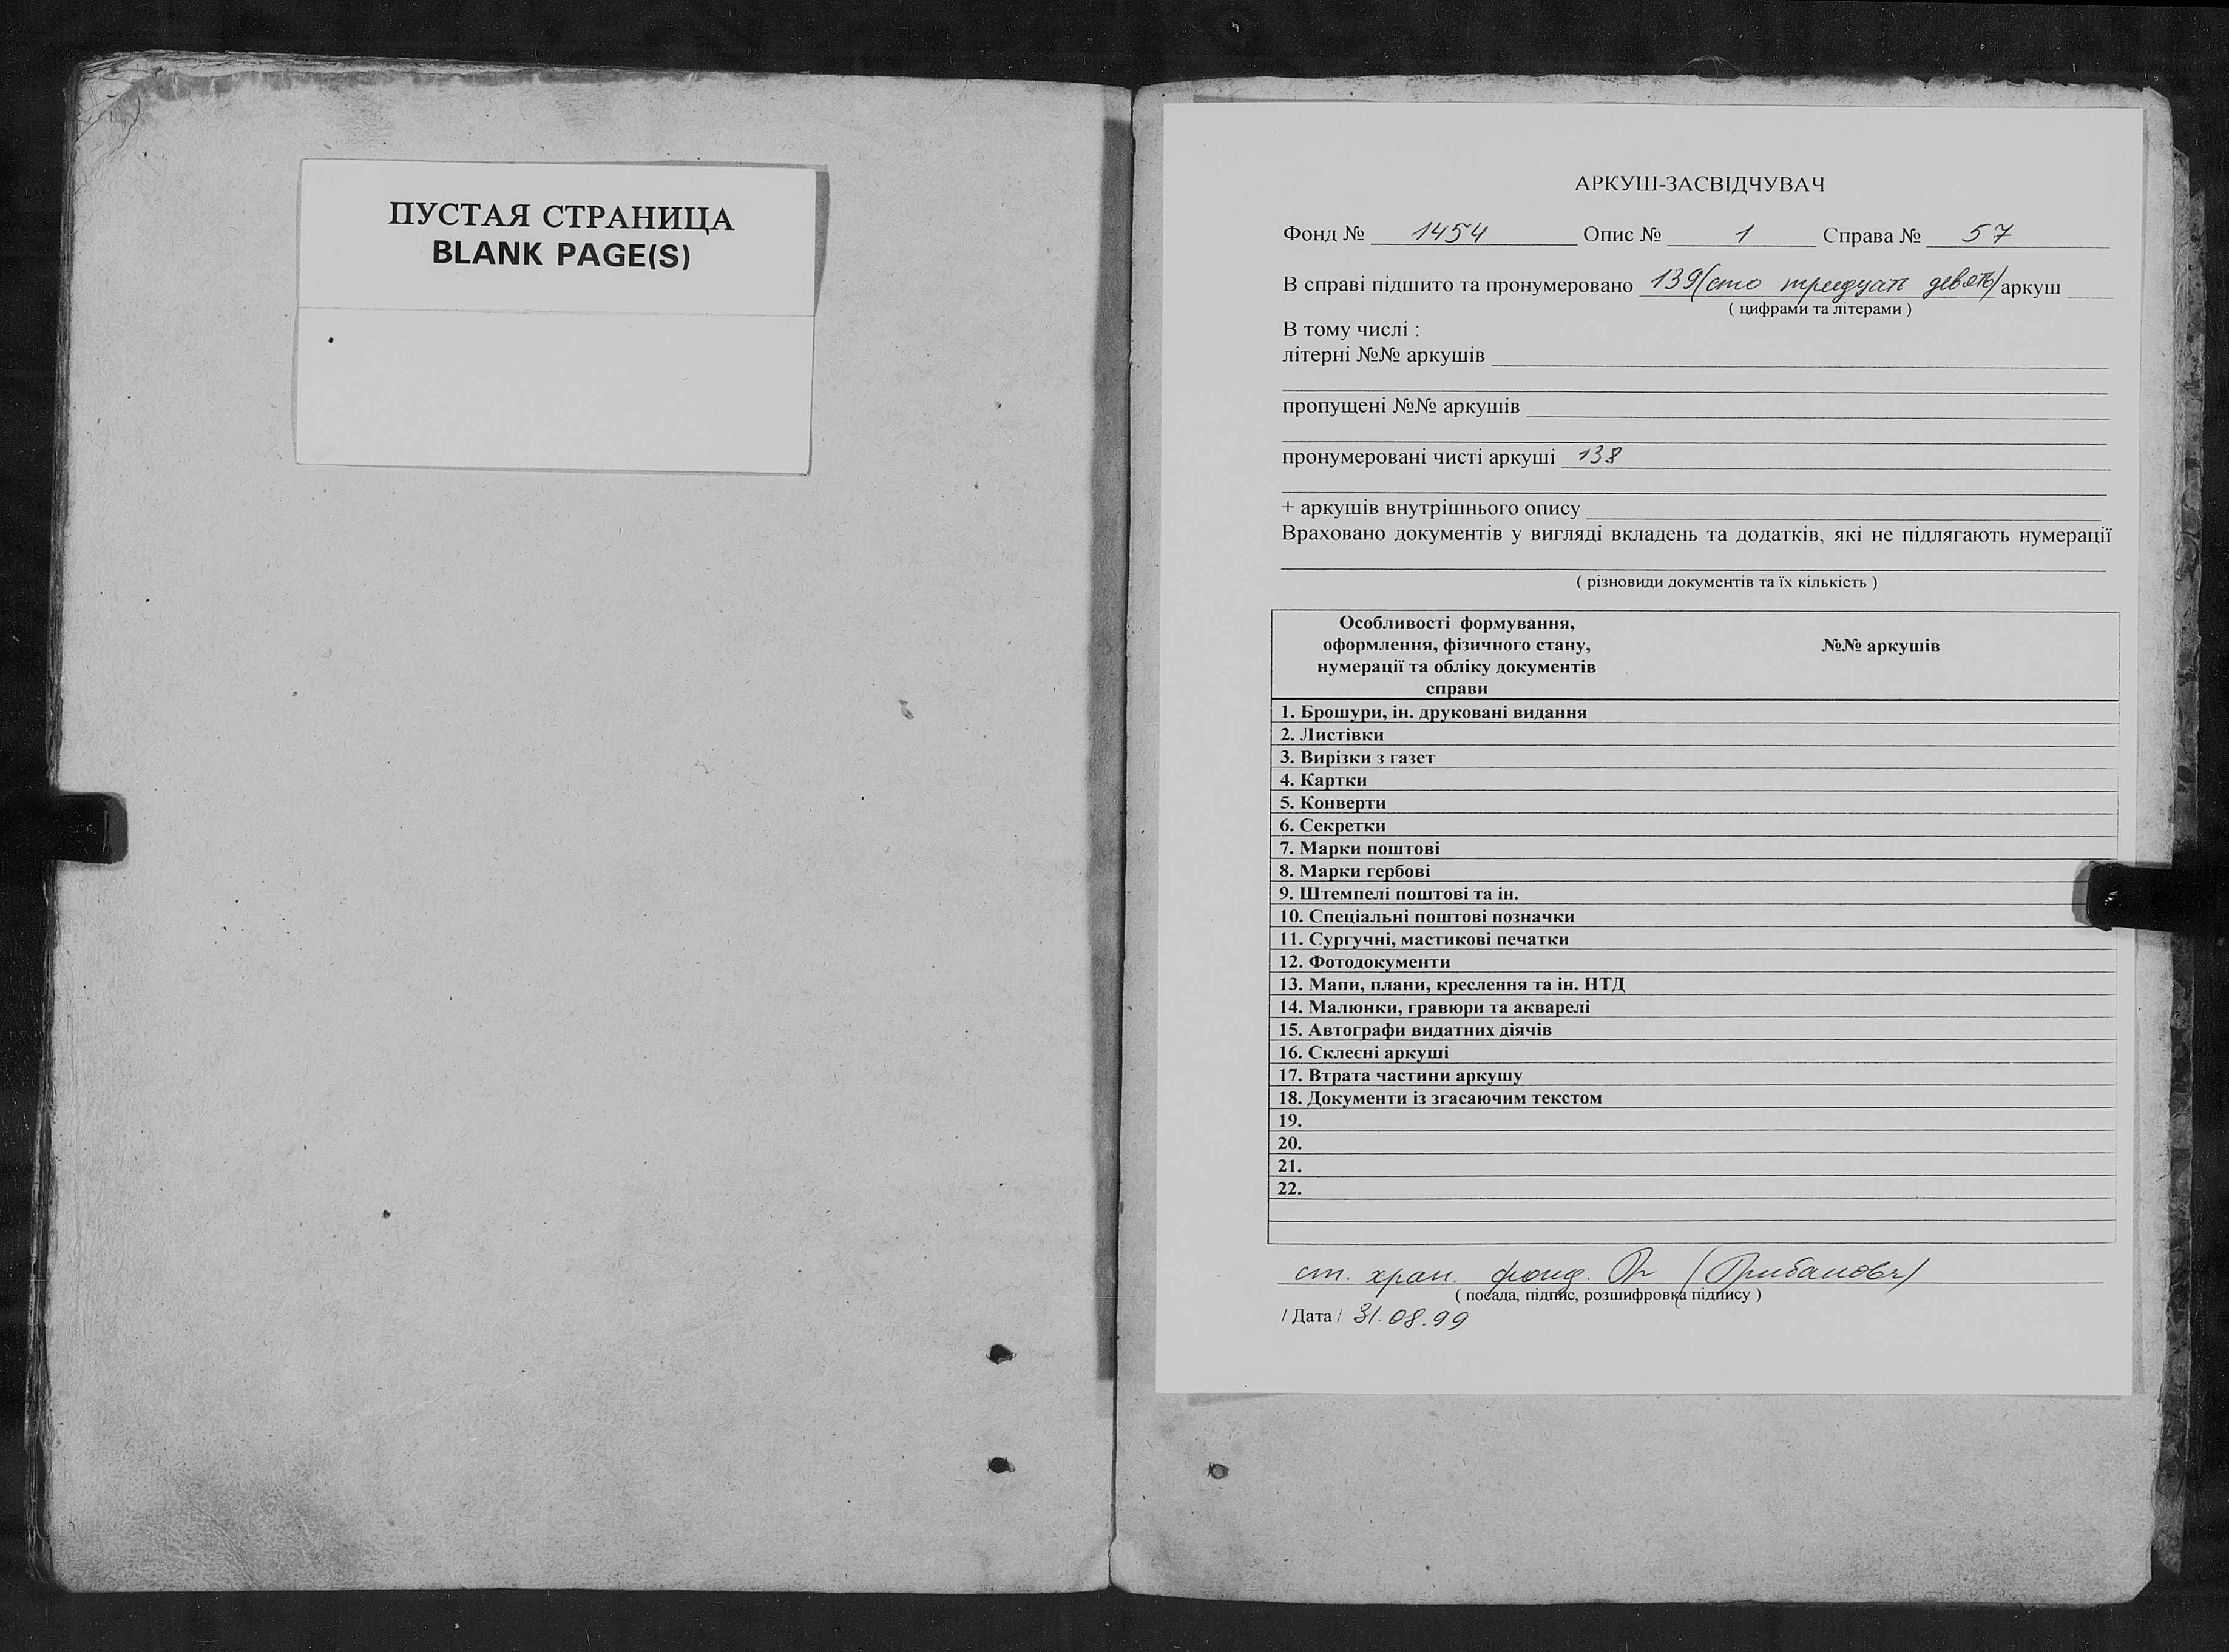 ПУСТАЯ СТРАНИЦА
BLANK PAGE(S)
АРКУШ-ЗАСВІДЧУВАЧ
Фонд № 1454 Опис № 1 Справа № 57
В справі підшито та пронумеровано 139(сто тридцать девять) аркуш
( цифрами та літерами )
В тому числі :
літерні №№ аркушів
пропущені №№ аркушів
пронумеровані чисті аркуші 138
+ аркушів внутрішнього опису
Враховано документів у вигляді вкладень та додатків, які не підлягають нумерації
( різновиди документів та їх кількість )
Особливості формування,
оформлення, фізичного стану,
нумерації та обліку документів
справи
№№ аркушів
1. Брошури, ін. друковані видання
2. Листівки
3. Вирізки з газет
4. Картки
5. Конверти
6. Секретки
7. Марки поштові
8. Марки гербові
9. Штемпелі поштові та ін.
10. Спеціальні поштові позначки
11. Сургучні, мастикові печатки
12. Фотодокументи
13. Мапи, плани, креслення та ін. НТД
14. Малюнки, гравюри та акварелі
15. Автографи видатних діячів
16. Склеєні аркуші
17. Втрата частини аркушу
18. Документи із згасаючим текстом
19.
20.
21.
22.
ст. хран. фонд.
( посада, підпис, розшифровка підпису )
/ Дата / 31.08.99